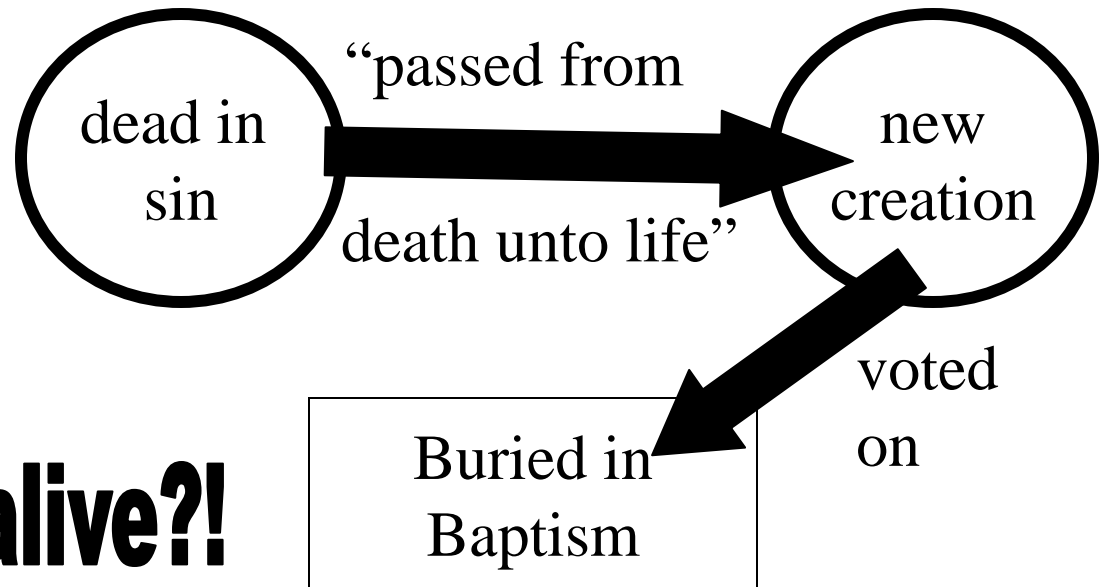 dead in
sin
“passed from
death unto life”
new
creation
voted
on
Buried in
Baptism
alive?!